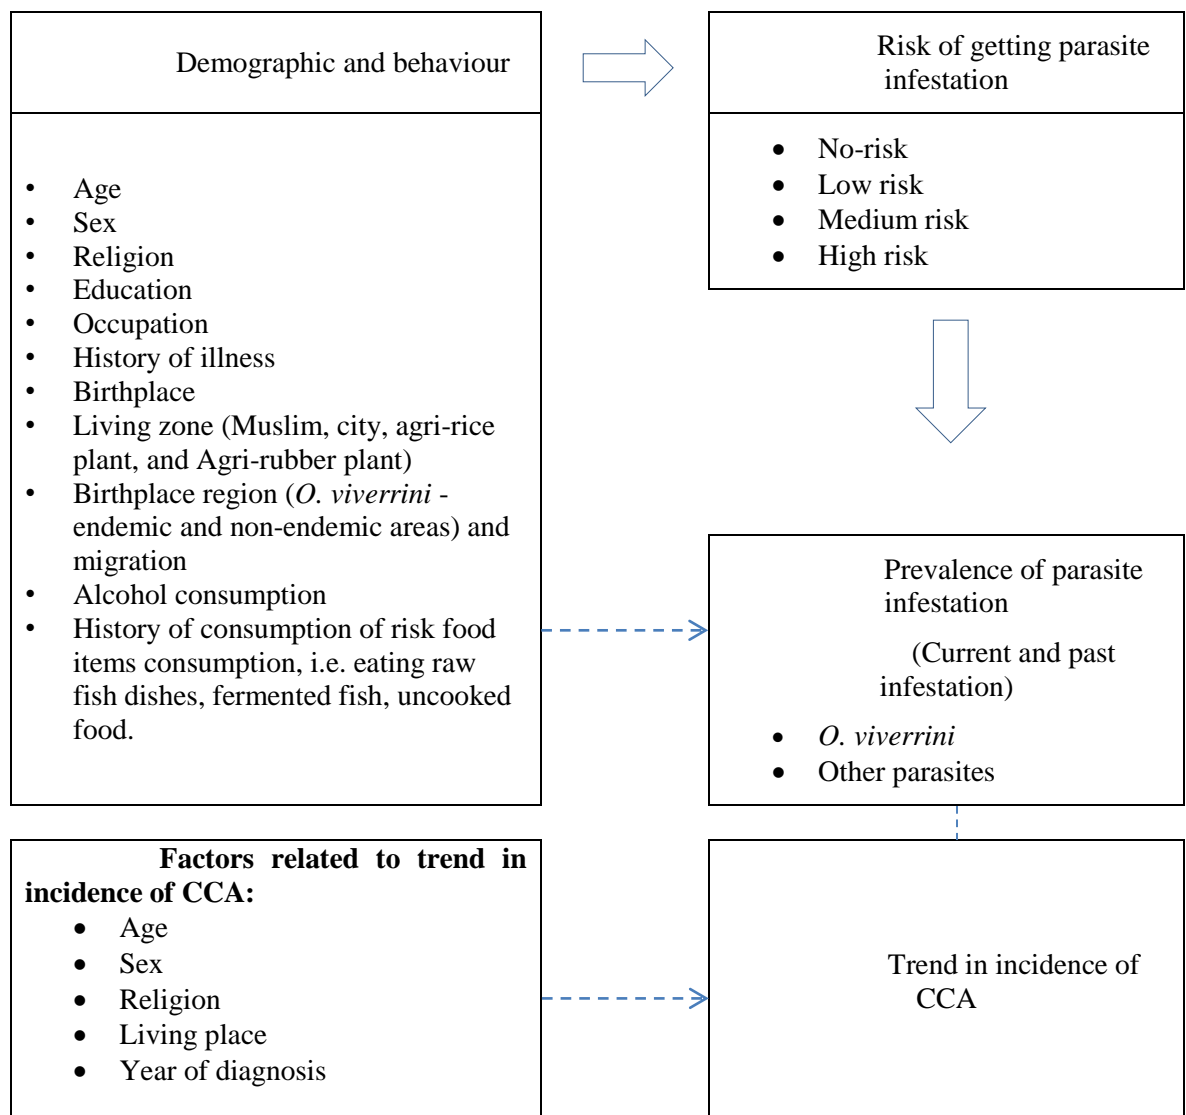 Demographic and behaviour
• Age
• Sex
• Religion
• Education
• Occupation
• History of illness
• Birthplace
• Living zone (Muslim, city, agri-rice
plant, and Agri-rubber plant)
• Birthplace region (O. viverrini -
endemic and non-endemic areas) and
migration
• Alcohol consumption
• History of consumption of risk food
items consumption, i.e. eating raw
fish dishes, fermented fish, uncooked
food.
Risk of getting parasite
infestation
• No-risk
• Low risk
• Medium risk
• High risk
Prevalence of parasite
infestation
(Current and past
infestation)
• O. viverrini
• Other parasites
Factors related to trend in
incidence of CCA:
• Age
• Sex
• Religion
• Living place
• Year of diagnosis
Trend in incidence of
CCA